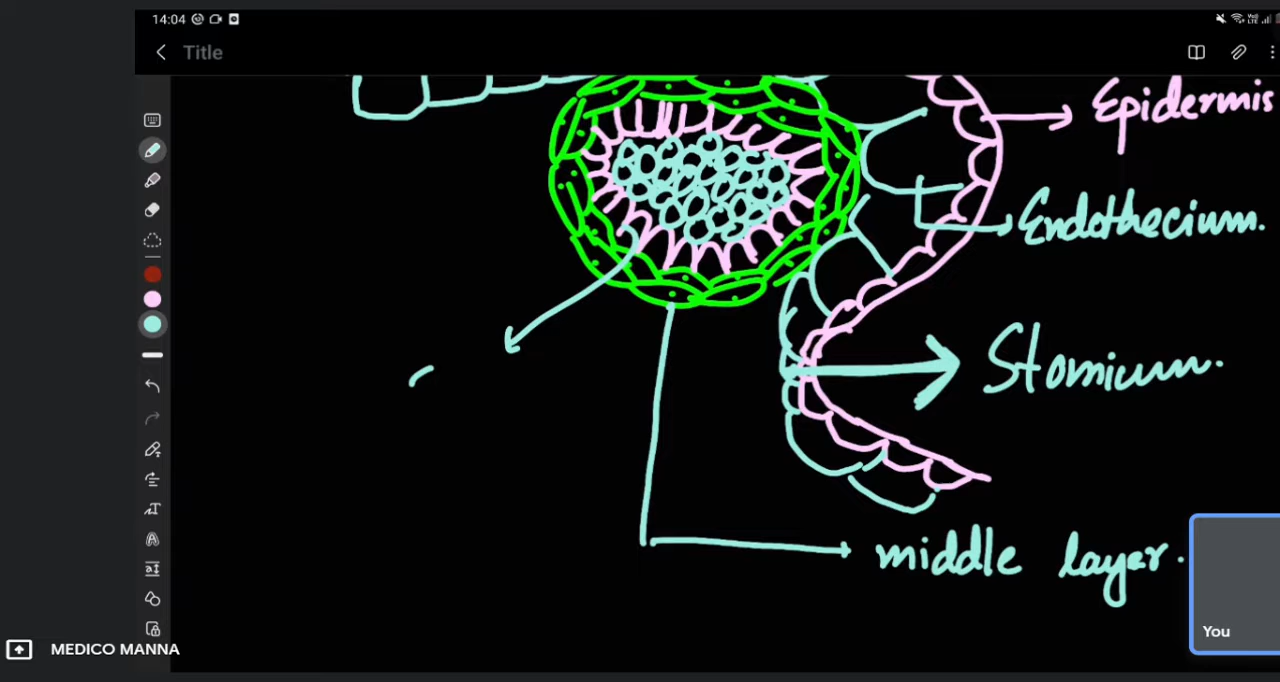 14:04
Title
Epidermis
Endothecium.
Stomium.
middle layer.
You
MEDICO MANNA